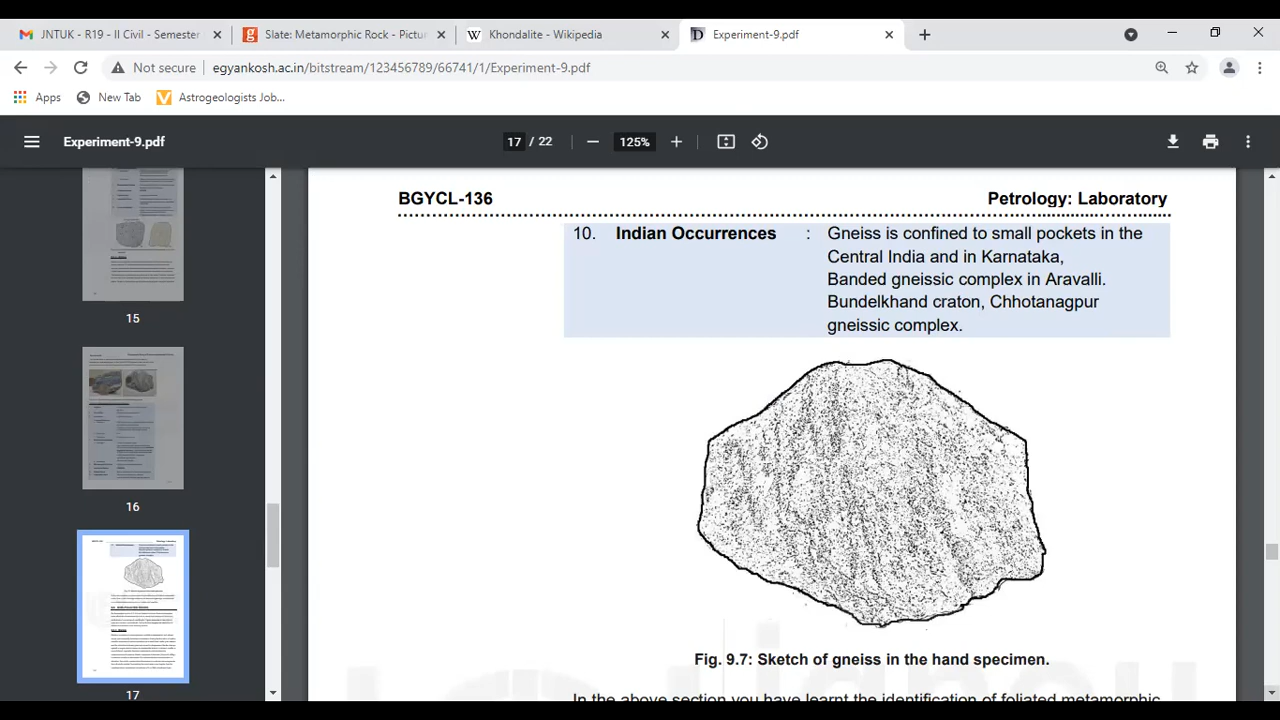 JNTUK - R19 - II Civil - Semester
Slate: Metamorphic Rock - Pictu
Khondalite - Wikipedia
Experiment-9.pdf
Not secure
egyankosh.ac.in/bitstream/123456789/66741/1/Experiment-9.pdf
Apps
New Tab
Astrogeologists Job...
Experiment-9.pdf
17 / 22
125%
15
16
17
BGYCL-136
Petrology: Laboratory
10. Indian Occurrences : Gneiss is confined to small pockets in the
Central India and in Karnataka,
Banded gneissic complex in Aravalli.
Bundelkhand craton, Chhotanagpur
gneissic complex.
Fig. 9.7: Sketch of gneiss in the hand specimen.
In the above section you have learnt the identification of foliated metamorphic